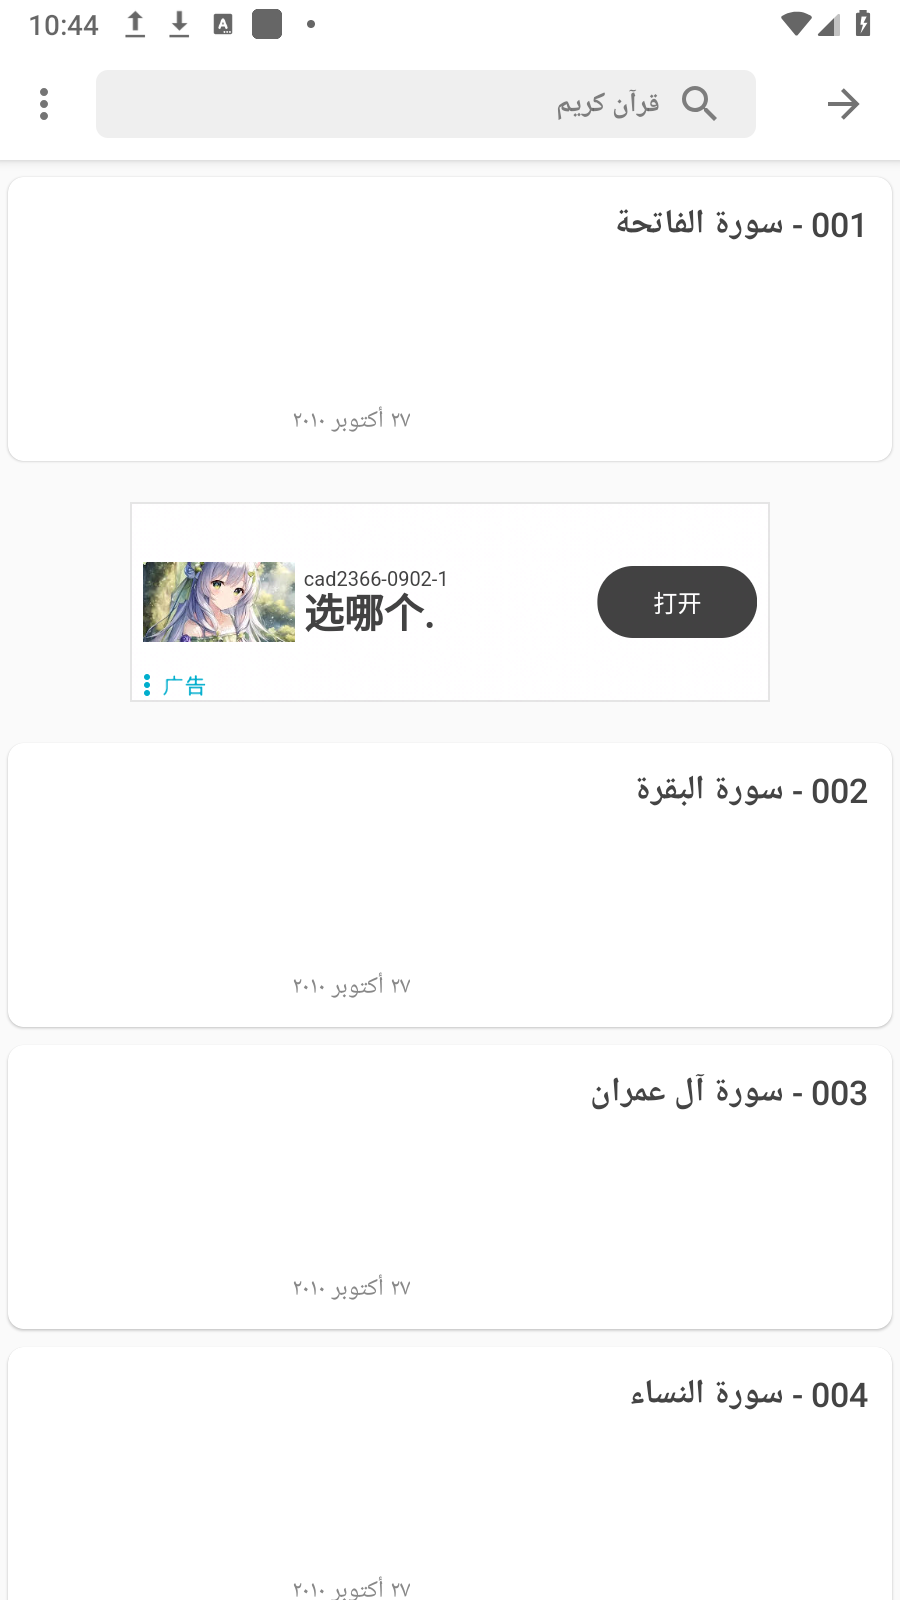 10:44
قرآن كريم
001 - سورة الفاتحة
٢٧ أكتوبر ٢٠١٠
cad2366-0902-1
选哪个.
打开
广告
002 - سورة البقرة
٢٧ أكتوبر ٢٠١٠
003 - سورة آل عمران
٢٧ أكتوبر ٢٠١٠
004 - سورة النساء
٢٧ أكتوبر ٢٠١٠